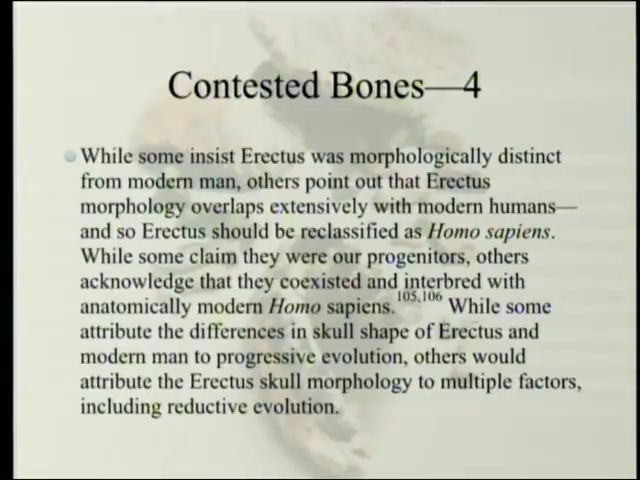 Contested Bones—4
While some insist Erectus was morphologically distinct
from modern man, others point out that Erectus
morphology overlaps extensively with modern humans—
and so Erectus should be reclassified as Homo sapiens.
While some claim they were our progenitors, others
acknowledge that they coexisted and interbred with
anatomically modern Homo sapiens.105,106 While some
attribute the differences in skull shape of Erectus and
modern man to progressive evolution, others would
attribute the Erectus skull morphology to multiple factors,
including reductive evolution.